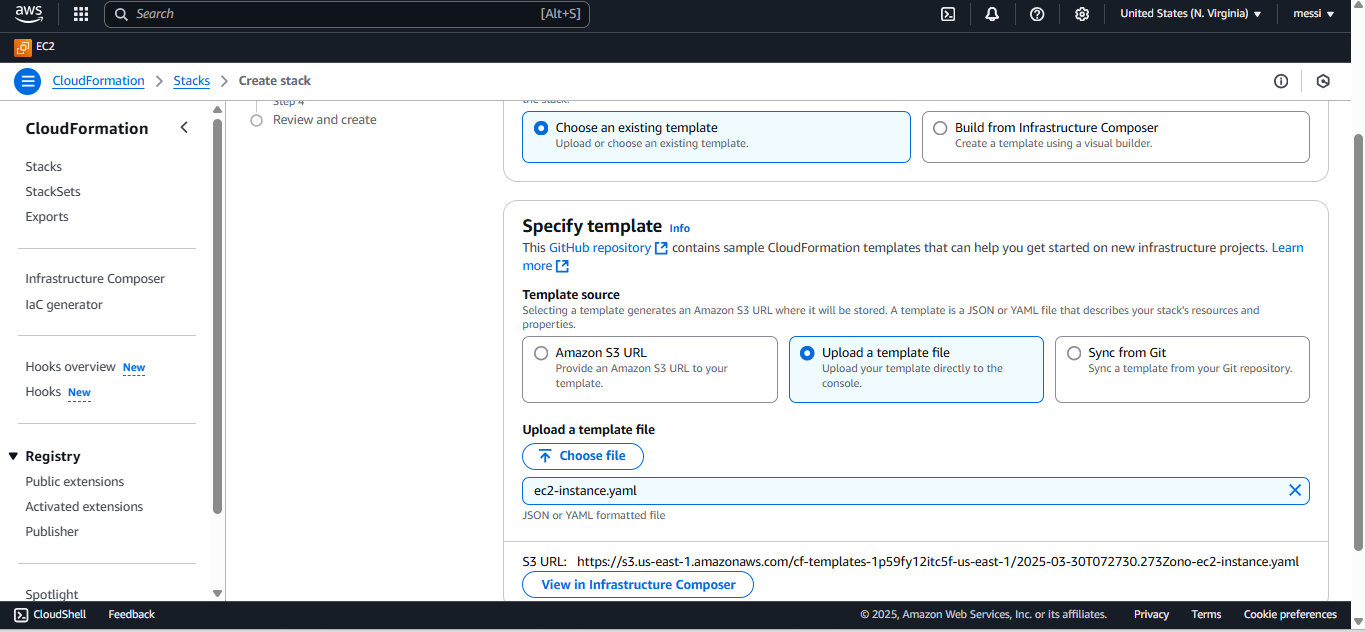 aws
Search
[Alt+S]
United States (N. Virginia)
messi
EC2
CloudFormation
Stacks
Create stack
CloudFormation
Stacks
StackSets
Exports
Infrastructure Composer
IaC generator
Hooks overview New
Hooks New
Registry
Public extensions
Activated extensions
Publisher
Spotlight
Step 4
Review and create
the stack.
Choose an existing template
Upload or choose an existing template.
Build from Infrastructure Composer
Create a template using a visual builder.
Specify template Info
This GitHub repository contains sample CloudFormation templates that can help you get started on new infrastructure projects. Learn
more
Template source
Selecting a template generates an Amazon S3 URL where it will be stored. A template is a JSON or YAML file that describes your stack's resources and
properties.
Amazon S3 URL
Provide an Amazon S3 URL to your
template.
Upload a template file
Upload your template directly to the
console.
Sync from Git
Sync a template from your Git repository.
Upload a template file
Choose file
ec2-instance.yaml
JSON or YAML formatted file
S3 URL: https://s3.us-east-1.amazonaws.com/cf-templates-1p59fy12itc5f-us-east-1/2025-03-30T072730.273Zono-ec2-instance.yaml
View in Infrastructure Composer
CloudShell
Feedback
© 2025, Amazon Web Services, Inc. or its affiliates.
Privacy
Terms
Cookie preferences